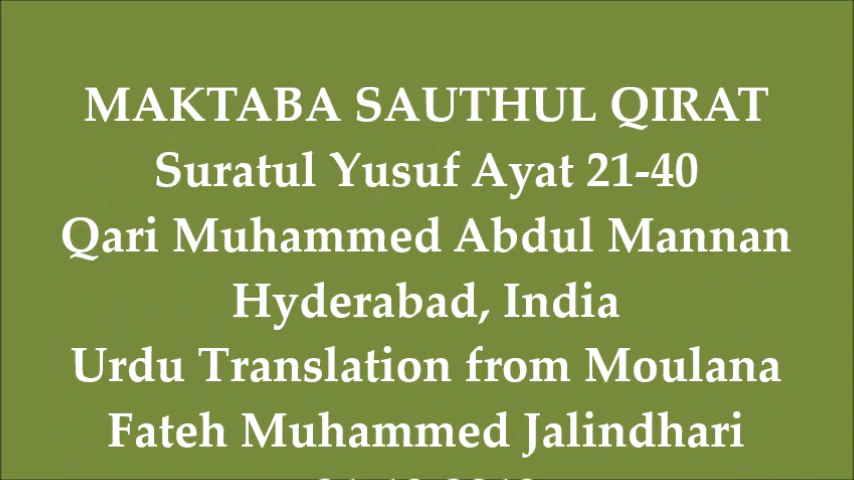 MAKTABA SAUTHUL QIRAT
Suratul Yusuf Ayat 21-40
Qari Muhammed Abdul Mannan
Hyderabad, India
Urdu Translation from Moulana
Fateh Muhammed Jalindhari